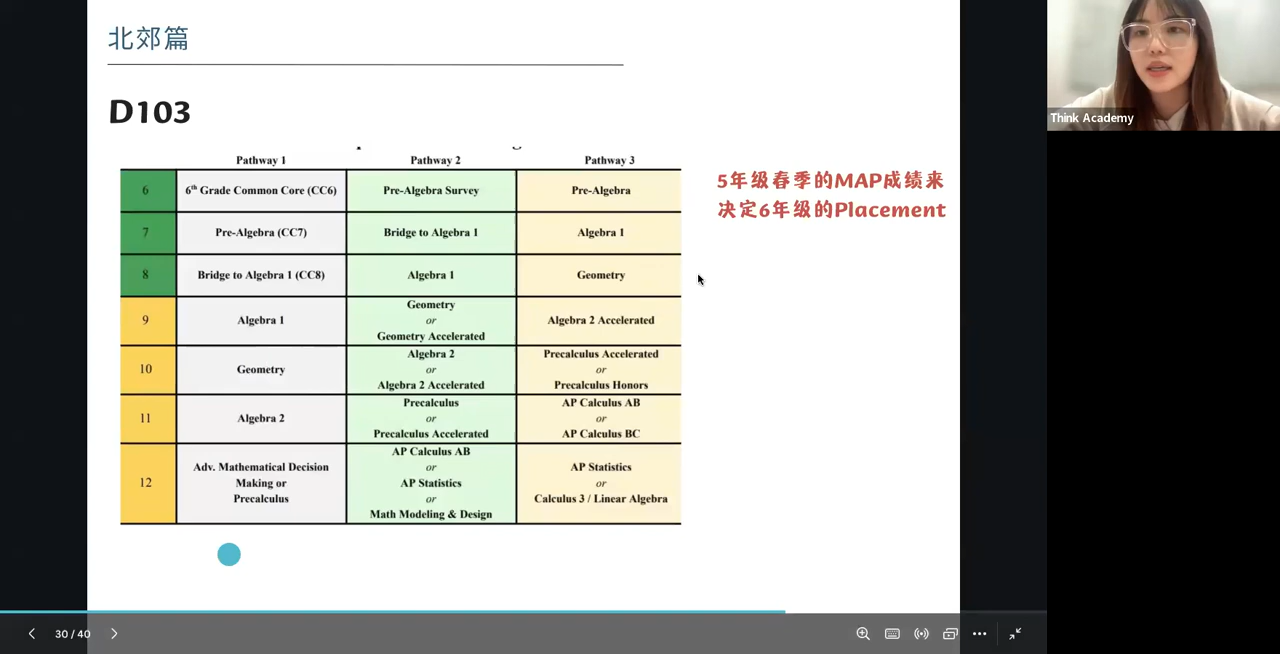 北郊篇
D103
Pathway 1 Pathway 2 Pathway 3
6 6th Grade Common Core (CC6) Pre-Algebra Survey Pre-Algebra
7 Pre-Algebra (CC7) Bridge to Algebra 1 Algebra 1
8 Bridge to Algebra 1 (CC8) Algebra 1 Geometry
9 Algebra 1
Geometry
or
Geometry Accelerated
Algebra 2 Accelerated
10 Geometry
Algebra 2
or
Algebra 2 Accelerated
Precalculus Accelerated
or
Precalculus Honors
11 Algebra 2
Precalculus
or
Precalculus Accelerated
AP Calculus AB
or
AP Calculus BC
12
Adv. Mathematical Decision
Making or
Precalculus
AP Calculus AB
or
AP Statistics
or
Math Modeling & Design
AP Statistics
or
Calculus 3 / Linear Algebra
5年级春季的MAP成绩来
决定6年级的Placement
Think Academy
30 / 40